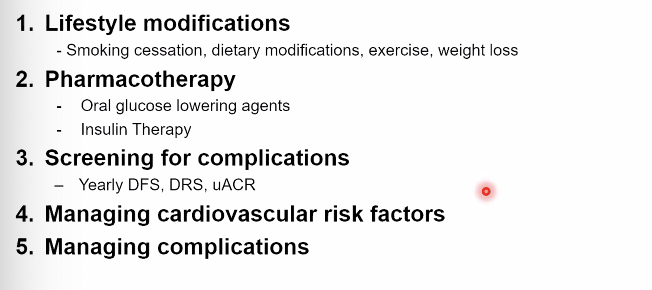 1. Lifestyle modifications
- Smoking cessation, dietary modifications, exercise, weight loss
2. Pharmacotherapy
- Oral glucose lowering agents
- Insulin Therapy
3. Screening for complications
– Yearly DFS, DRS, uACR
4. Managing cardiovascular risk factors
5. Managing complications